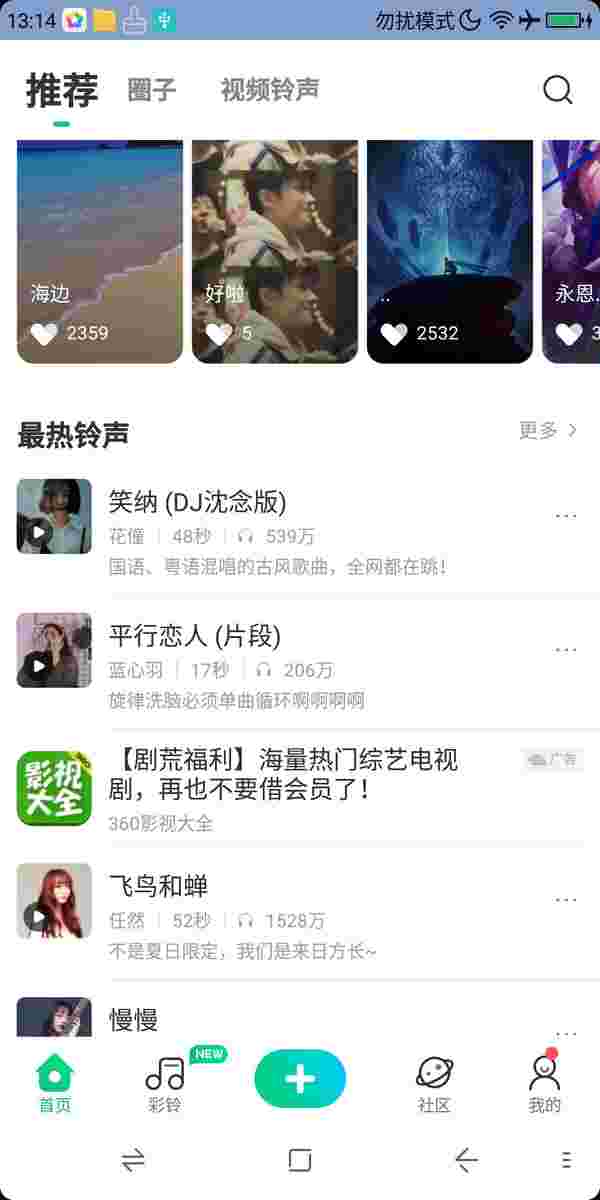 13:14
勿扰模式
推荐
圈子
视频铃声
海边
2359
好啦
5
..
2532
永恩.
3
最热铃声
更多
笑纳 (DJ沈念版)
花僮 48秒 539万
国语、粤语混唱的古风歌曲，全网都在跳！
平行恋人 (片段)
蓝心羽 17秒 206万
旋律洗脑必须单曲循环啊啊啊啊
影视
大全
【剧荒福利】海量热门综艺电视
剧，再也不要借会员了！
广告
360影视大全
飞鸟和蝉
任然 52秒 1528万
不是夏日限定，我们是来日方长~
慢慢
NEW
首页
彩铃
社区
我的